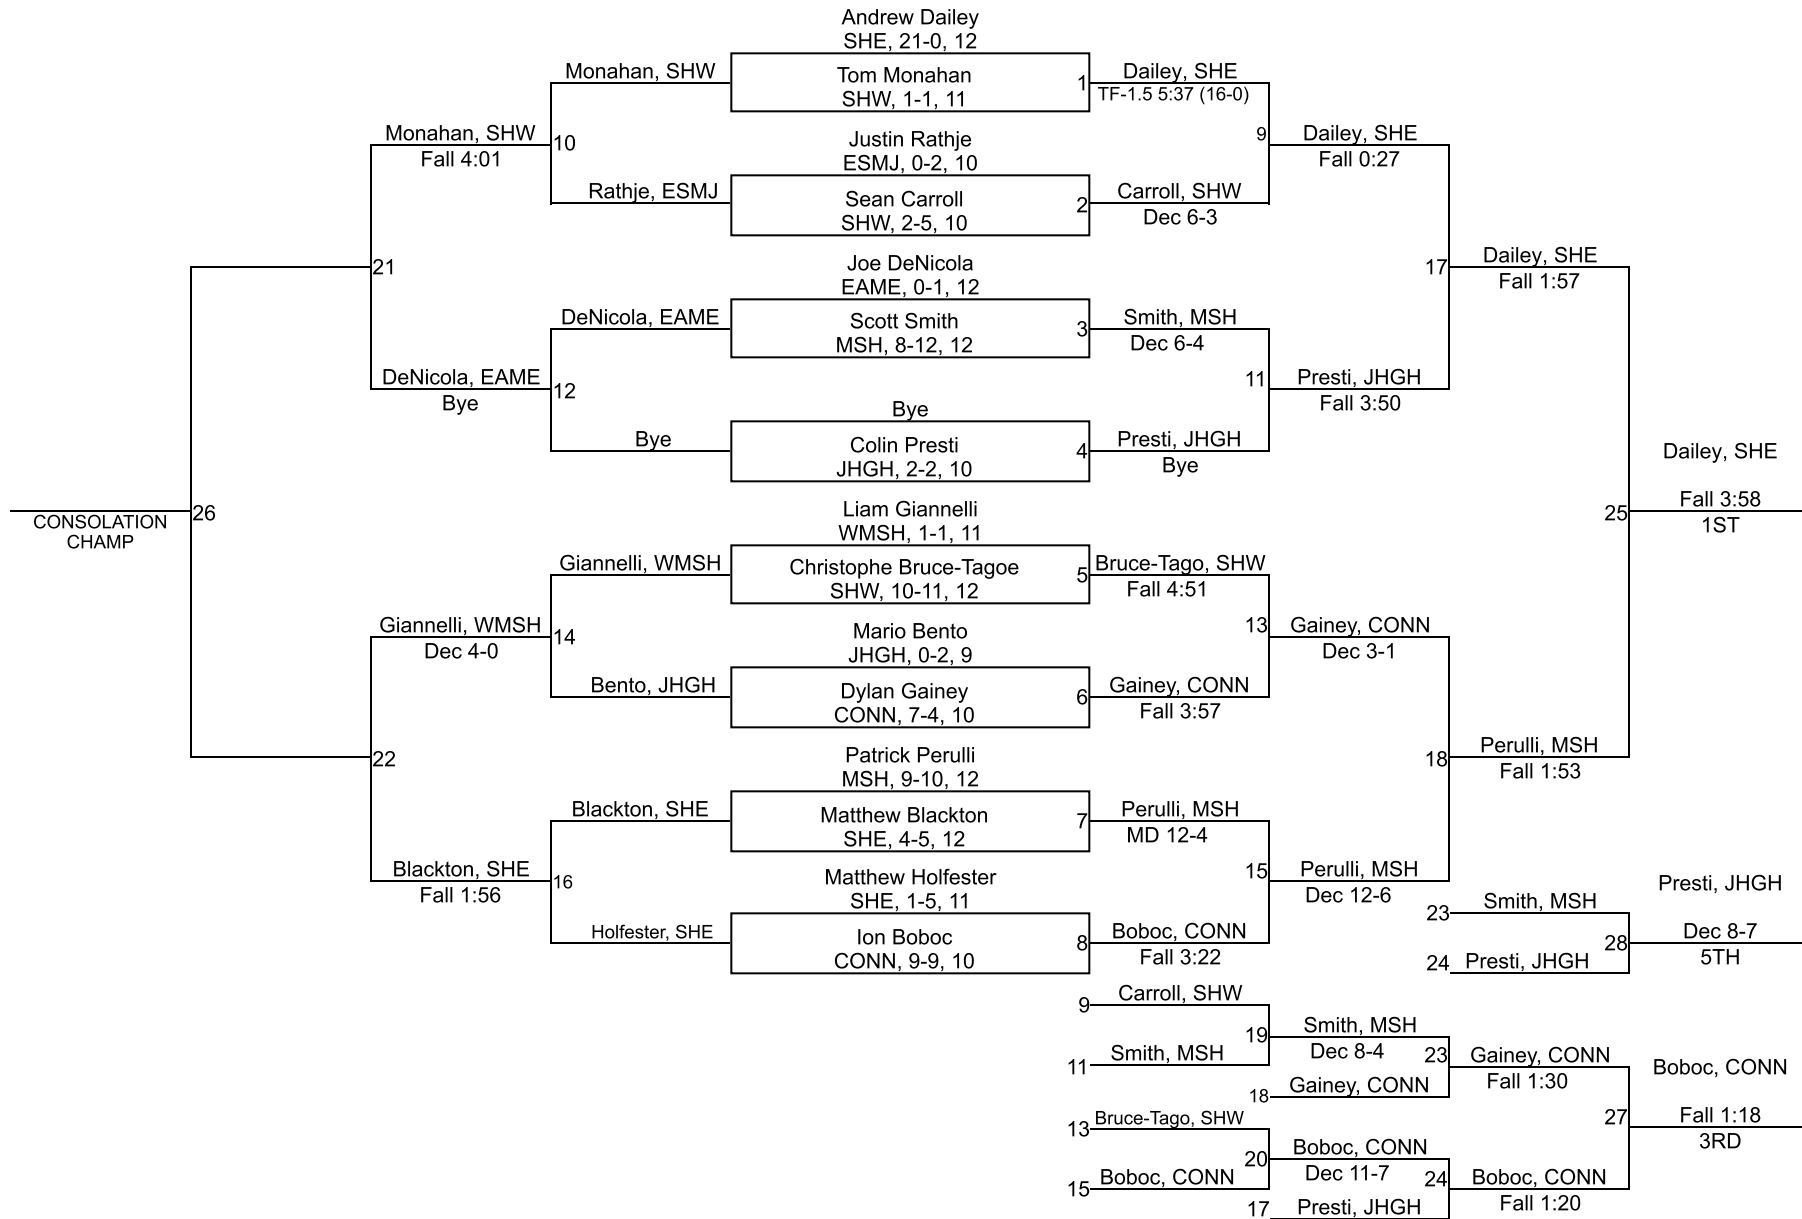 Andrew Dailey
SHE, 21-0, 12
Monahan, SHW
Tom Monahan
SHW, 1-1, 11
1
Dailey, SHE
TF-1.5 5:37 (16-0)
Monahan, SHW
Fall 4:01
10
Justin Rathje
ESMJ, 0-2, 10
9
Dailey, SHE
Fall 0:27
Rathje, ESMJ
Sean Carroll
SHW, 2-5, 10
2
Carroll, SHW
Dec 6-3
21
Joe DeNicola
EAME, 0-1, 12
17
Dailey, SHE
Fall 1:57
DeNicola, EAME
Scott Smith
MSH, 8-12, 12
3
Smith, MSH
Dec 6-4
DeNicola, EAME
Bye
12
Bye
11
Presti, JHGH
Fall 3:50
Bye
Colin Presti
JHGH, 2-2, 10
4
Presti, JHGH
Bye
Dailey, SHE
CONSOLATION
CHAMP
26
Liam Giannelli
WMSH, 1-1, 11
25
Fall 3:58
1ST
Giannelli, WMSH
Christophe Bruce-Tagoe
SHW, 10-11, 12
5
Bruce-Tago, SHW
Fall 4:51
Giannelli, WMSH
Dec 4-0
14
Mario Bento
JHGH, 0-2, 9
13
Gainey, CONN
Dec 3-1
Bento, JHGH
Dylan Gainey
CONN, 7-4, 10
6
Gainey, CONN
Fall 3:57
22
Patrick Perulli
MSH, 9-10, 12
18
Perulli, MSH
Fall 1:53
Blackton, SHE
Matthew Blackton
SHE, 4-5, 12
7
Perulli, MSH
MD 12-4
Blackton, SHE
Fall 1:56
16
Matthew Holfester
SHE, 1-5, 11
15
Perulli, MSH
Dec 12-6
Holfester, SHE
Ion Boboc
CONN, 9-9, 10
8
Boboc, CONN
Fall 3:22
23
Smith, MSH
Presti, JHGH
28
Dec 8-7
5TH
24
Presti, JHGH
9
Carroll, SHW
19
Smith, MSH
Dec 8-4
11
Smith, MSH
23
Gainey, CONN
Fall 1:30
18
Gainey, CONN
Boboc, CONN
27
Fall 1:18
3RD
13
Bruce-Tago, SHW
20
Boboc, CONN
Dec 11-7
15
Boboc, CONN
24
Boboc, CONN
Fall 1:20
17
Presti, JHGH